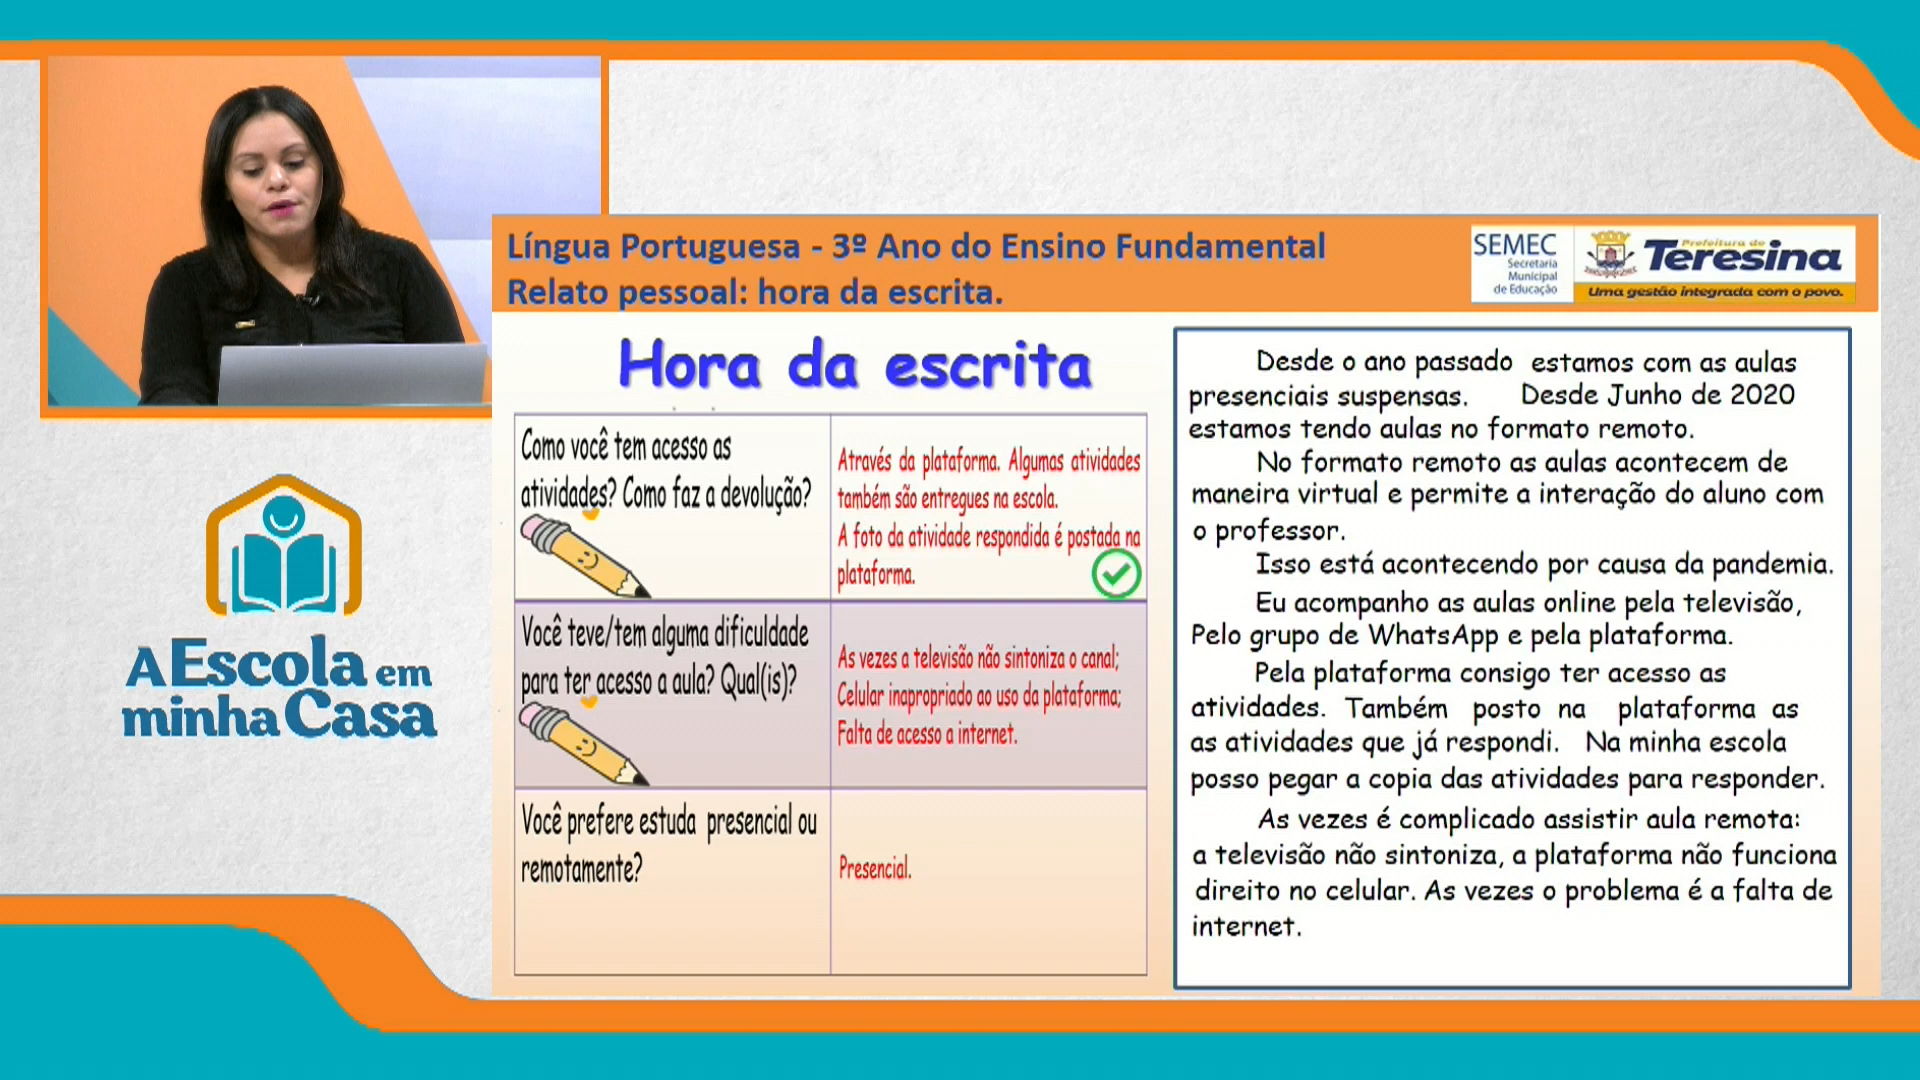 Língua Portuguesa - 3º Ano do Ensino Fundamental
Relato pessoal: hora da escrita.
SEMEC
Secretaria
Municipal
de Educação
Prefeitura de
Teresina
Uma gestão integrada com o povo.
Hora da escrita
Como você tem acesso as
atividades? Como faz a devolução?
Através da plataforma. Algumas atividades
também são entregues na escola.
A foto da atividade respondida é postada na
plataforma.
Você teve/tem alguma dificuldade
para ter acesso a aula? Qual(is)?
As vezes a televisão não sintoniza o canal;
Celular inapropriado ao uso da plataforma;
Falta de acesso a internet.
Você prefere estuda presencial ou
remotamente?
Presencial.
Desde o ano passado estamos com as aulas
presenciais suspensas. Desde Junho de 2020
estamos tendo aulas no formato remoto.
No formato remoto as aulas acontecem de
maneira virtual e permite a interação do aluno com
o professor.
Isso está acontecendo por causa da pandemia.
Eu acompanho as aulas online pela televisão,
Pelo grupo de WhatsApp e pela plataforma.
Pela plataforma consigo ter acesso as
atividades. Também posto na plataforma as
as atividades que já respondi. Na minha escola
posso pegar a copia das atividades para responder.
As vezes é complicado assistir aula remota:
a televisão não sintoniza, a plataforma não funciona
direito no celular. As vezes o problema é a falta de
internet.
A Escola em
minha Casa